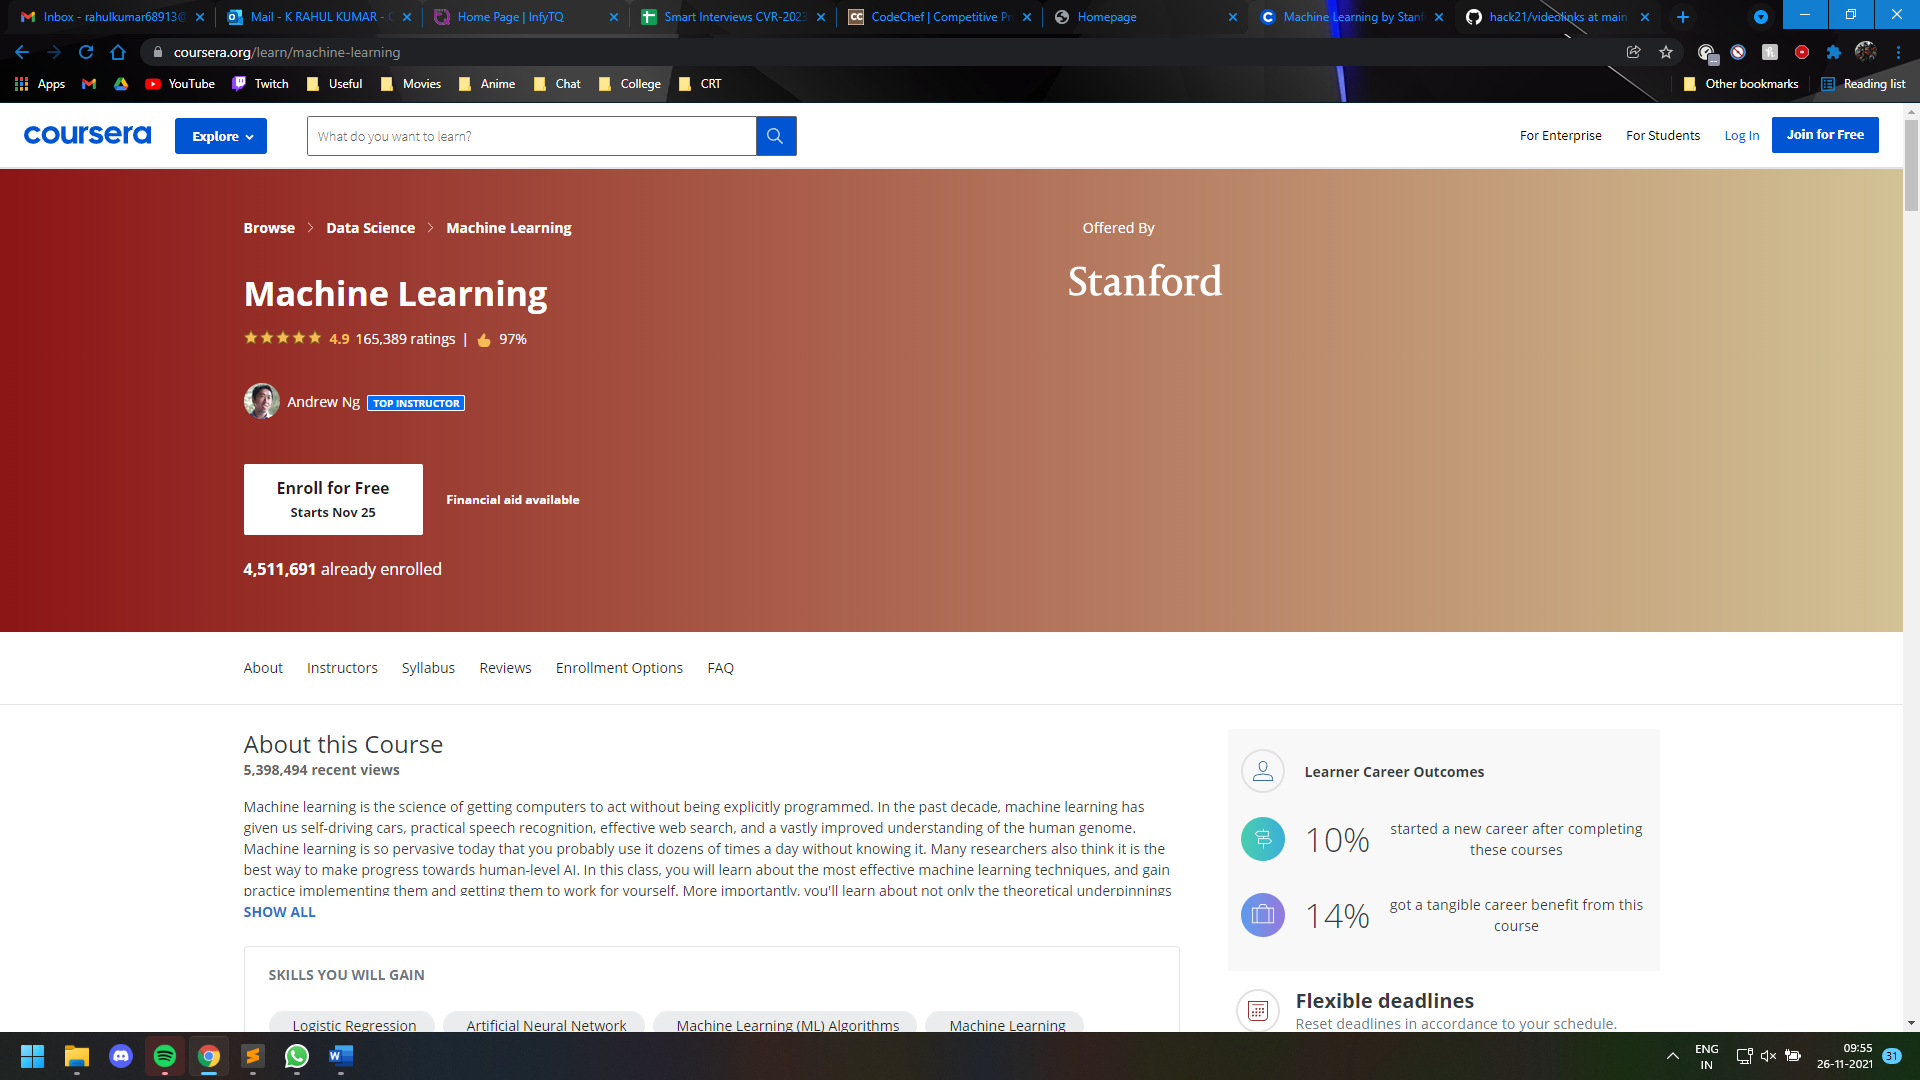 Inbox - rahulkumar68913@
Mail - K RAHUL KUMAR - 
Home Page | InfyTQ
Smart Interviews CVR-2023
CodeChef | Competitive Pr
Homepage
Machine Learning by Stanf
hack21/videolinks at main
coursera.org/learn/machine-learning
Apps
YouTube
Twitch
Useful
Movies
Anime
Chat
College
CRT
Other bookmarks
Reading list
coursera
Explore
What do you want to learn?
For Enterprise
For Students
Log In
Join for Free
Browse > Data Science > Machine Learning
Offered By
Stanford
Machine Learning
4.9 165,389 ratings | 97%
Andrew Ng TOP INSTRUCTOR
Enroll for Free
Starts Nov 25
Financial aid available
4,511,691 already enrolled
About
Instructors
Syllabus
Reviews
Enrollment Options
FAQ
About this Course
5,398,494 recent views
Machine learning is the science of getting computers to act without being explicitly programmed. In the past decade, machine learning has
given us self-driving cars, practical speech recognition, effective web search, and a vastly improved understanding of the human genome.
Machine learning is so pervasive today that you probably use it dozens of times a day without knowing it. Many researchers also think it is the
best way to make progress towards human-level AI. In this class, you will learn about the most effective machine learning techniques, and gain
practice implementing them and getting them to work for yourself. More importantly, you'll learn about not only the theoretical underpinnings
SHOW ALL
SKILLS YOU WILL GAIN
Logistic Regression
Artificial Neural Network
Machine Learning (ML) Algorithms
Machine Learning
Learner Career Outcomes
10%
started a new career after completing
these courses
14%
got a tangible career benefit from this
course
Flexible deadlines
Reset deadlines in accordance to your schedule.
ENG
IN
09:55
26-11-2021
31